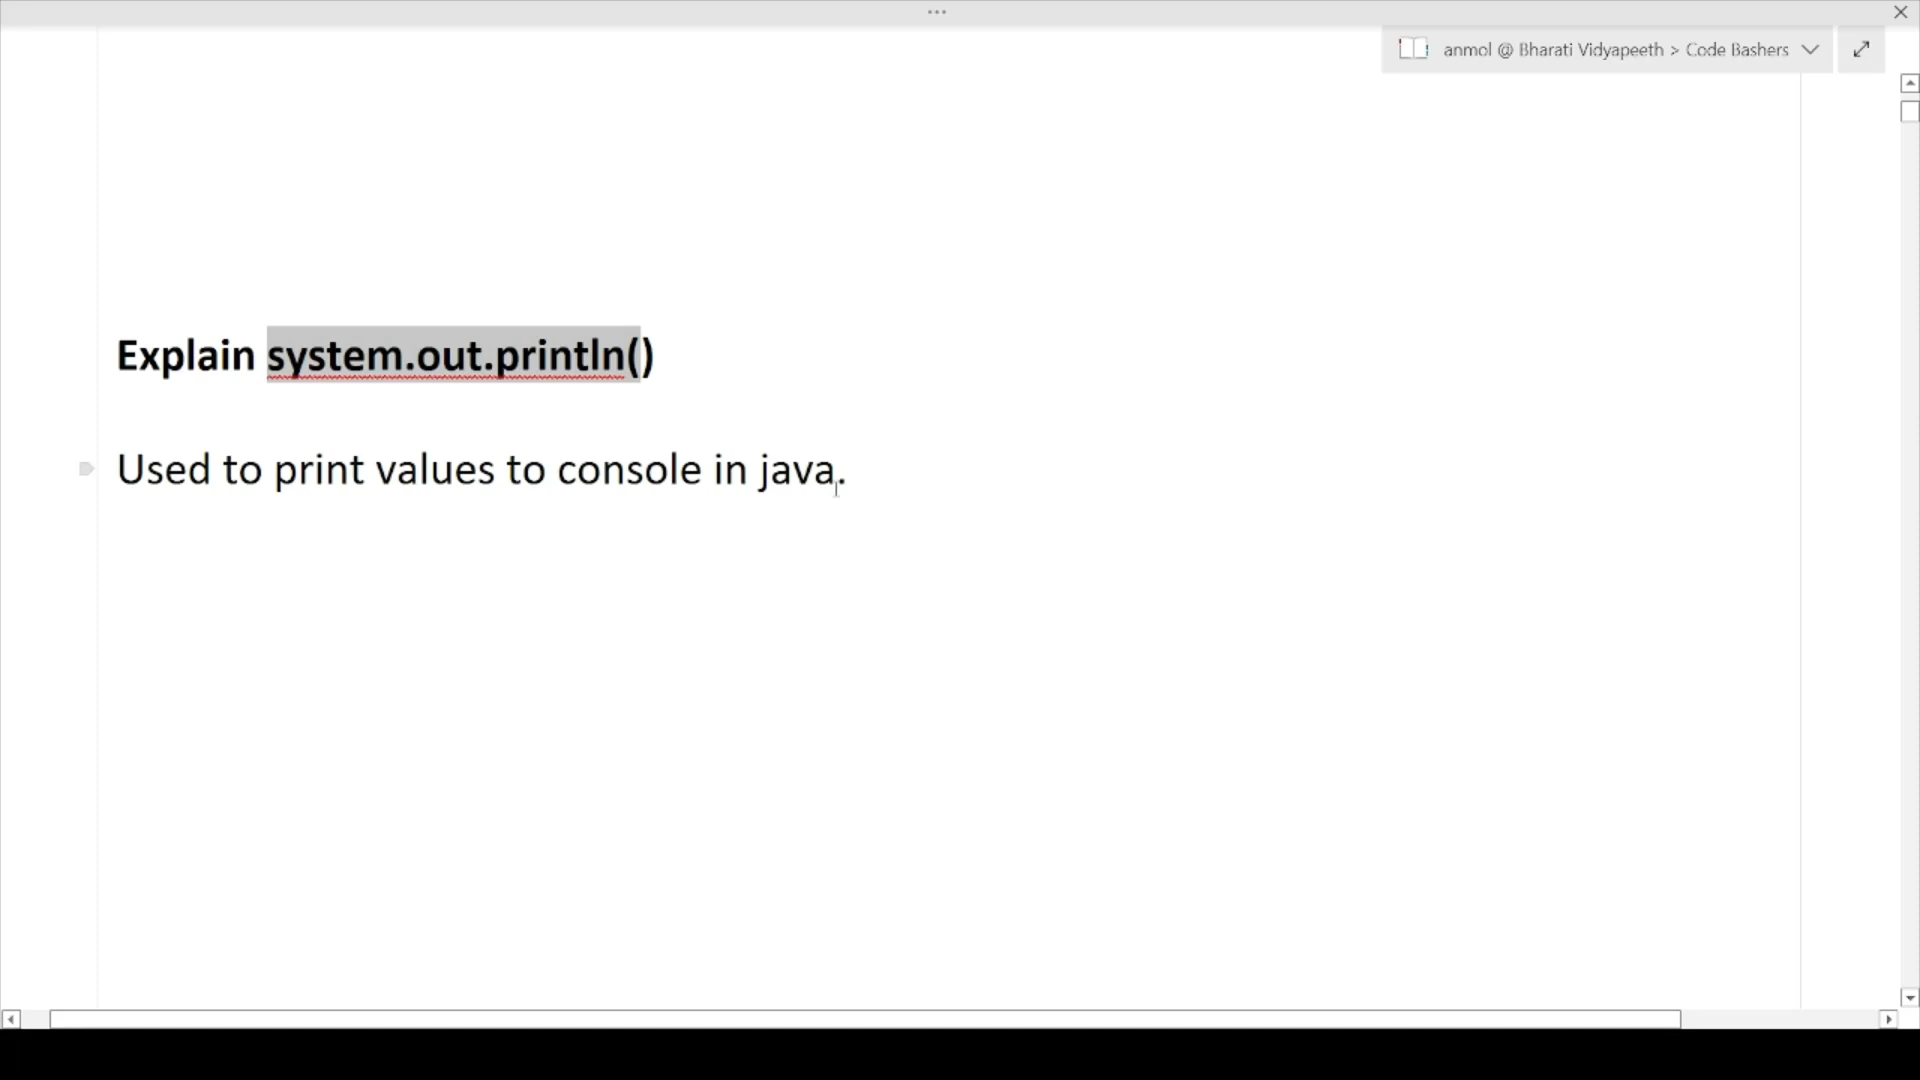 anmol @ Bharati Vidyapeeth > Code Bashers
Explain system.out.println()
Used to print values to console in java.